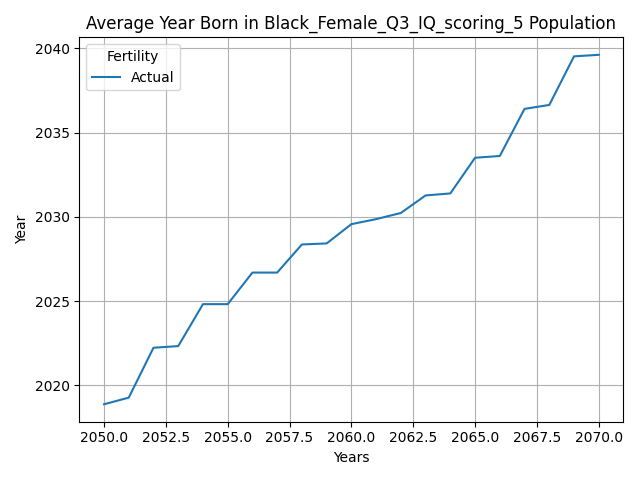 Average Year Born in Black_Female_Q3_IQ_scoring_5 Population
Fertility
Actual
2040
2035
2030
2025
2020
Year
2050.0 2052.5 2055.0 2057.5 2060.0 2062.5 2065.0 2067.5 2070.0
Years